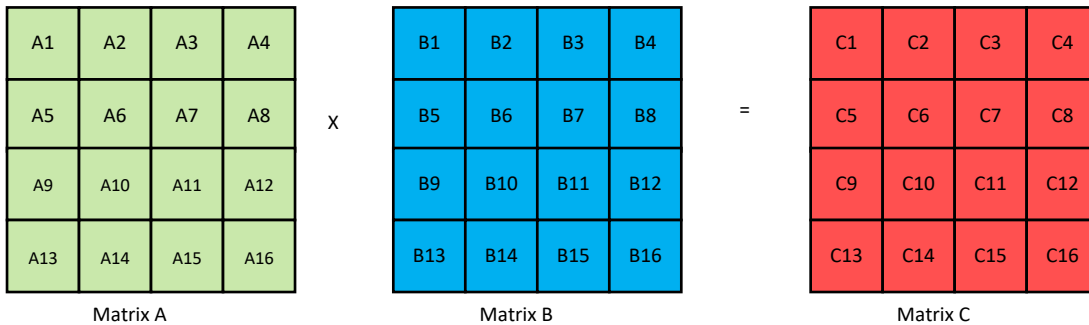 A1 A2 A3 A4 B1 B2 B3 B4 C1 C2 C3 C4
A5 A6 A7 A8 X B5 B6 B7 B8 = C5 C6 C7 C8
A9 A10 A11 A12 B9 B10 B11 B12 C9 C10 C11 C12
A13 A14 A15 A16 B13 B14 B15 B16 C13 C14 C15 C16
Matrix A Matrix B Matrix C